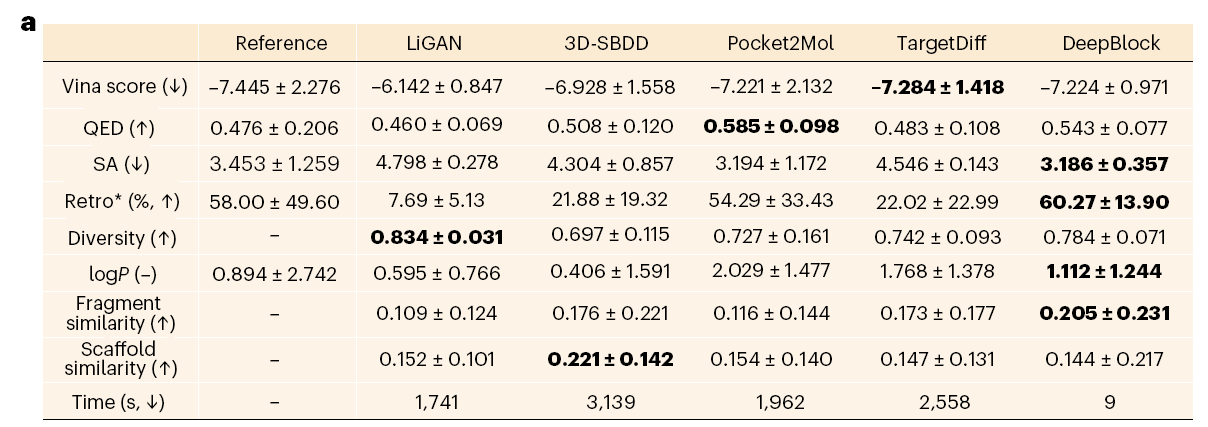 a
Reference LiGAN 3D-SBDD Pocket2Mol TargetDiff DeepBlock
Vina score (↓) –7.445 ± 2.276 –6.142 ± 0.847 –6.928 ± 1.558 –7.221 ± 2.132 –7.284 ± 1.418 –7.224 ± 0.971
QED (↑) 0.476 ± 0.206 0.460 ± 0.069 0.508 ± 0.120 0.585 ± 0.098 0.483 ± 0.108 0.543 ± 0.077
SA (↓) 3.453 ± 1.259 4.798 ± 0.278 4.304 ± 0.857 3.194 ± 1.172 4.546 ± 0.143 3.186 ± 0.357
Retro* (%, ↑) 58.00 ± 49.60 7.69 ± 5.13 21.88 ± 19.32 54.29 ± 33.43 22.02 ± 22.99 60.27 ± 13.90
Diversity (↑) – 0.834 ± 0.031 0.697 ± 0.115 0.727 ± 0.161 0.742 ± 0.093 0.784 ± 0.071
logP (–) 0.894 ± 2.742 0.595 ± 0.766 0.406 ± 1.591 2.029 ± 1.477 1.768 ± 1.378 1.112 ± 1.244
Fragment
similarity (↑) – 0.109 ± 0.124 0.176 ± 0.221 0.116 ± 0.144 0.173 ± 0.177 0.205 ± 0.231
Scaffold
similarity (↑) – 0.152 ± 0.101 0.221 ± 0.142 0.154 ± 0.140 0.147 ± 0.131 0.144 ± 0.217
Time (s, ↓) – 1,741 3,139 1,962 2,558 9